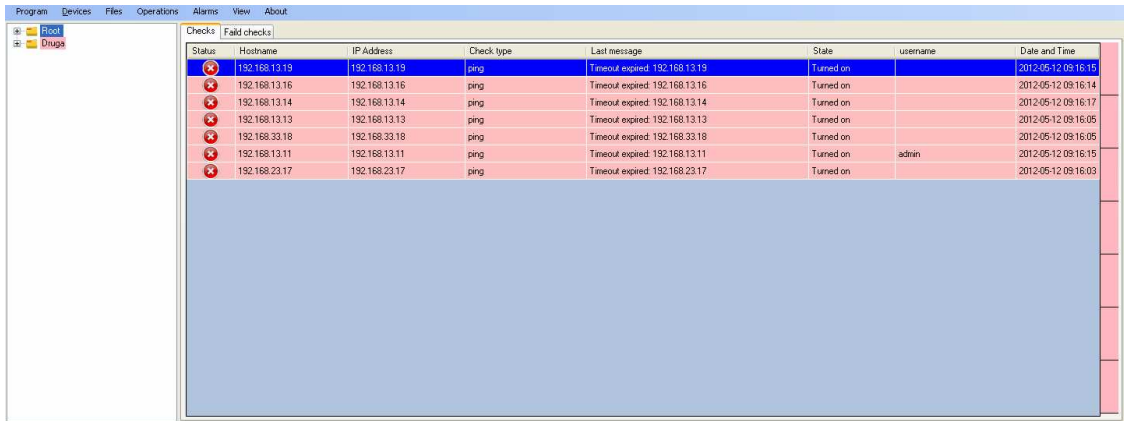 Program Devices Files Operations Alarms View About
Root
Druga
Checks Faild checks
Status Hostname IP Address Check type Last message State username Date and Time
192.168.13.19 192.168.13.19 ping Timeout expired: 192.168.13.19 Turned on 2012-05-12 09:16:15
192.168.13.16 192.168.13.16 ping Timeout expired: 192.168.13.16 Turned on 2012-05-12 09:16:14
192.168.13.14 192.168.13.14 ping Timeout expired: 192.168.13.14 Turned on 2012-05-12 09:16:17
192.168.13.13 192.168.13.13 ping Timeout expired: 192.168.13.13 Turned on 2012-05-12 09:16:05
192.168.33.18 192.168.33.18 ping Timeout expired: 192.168.33.18 Turned on 2012-05-12 09:16:05
192.168.13.11 192.168.13.11 ping Timeout expired: 192.168.13.11 Turned on admin 2012-05-12 09:16:15
192.168.23.17 192.168.23.17 ping Timeout expired: 192.168.23.17 Turned on 2012-05-12 09:16:03